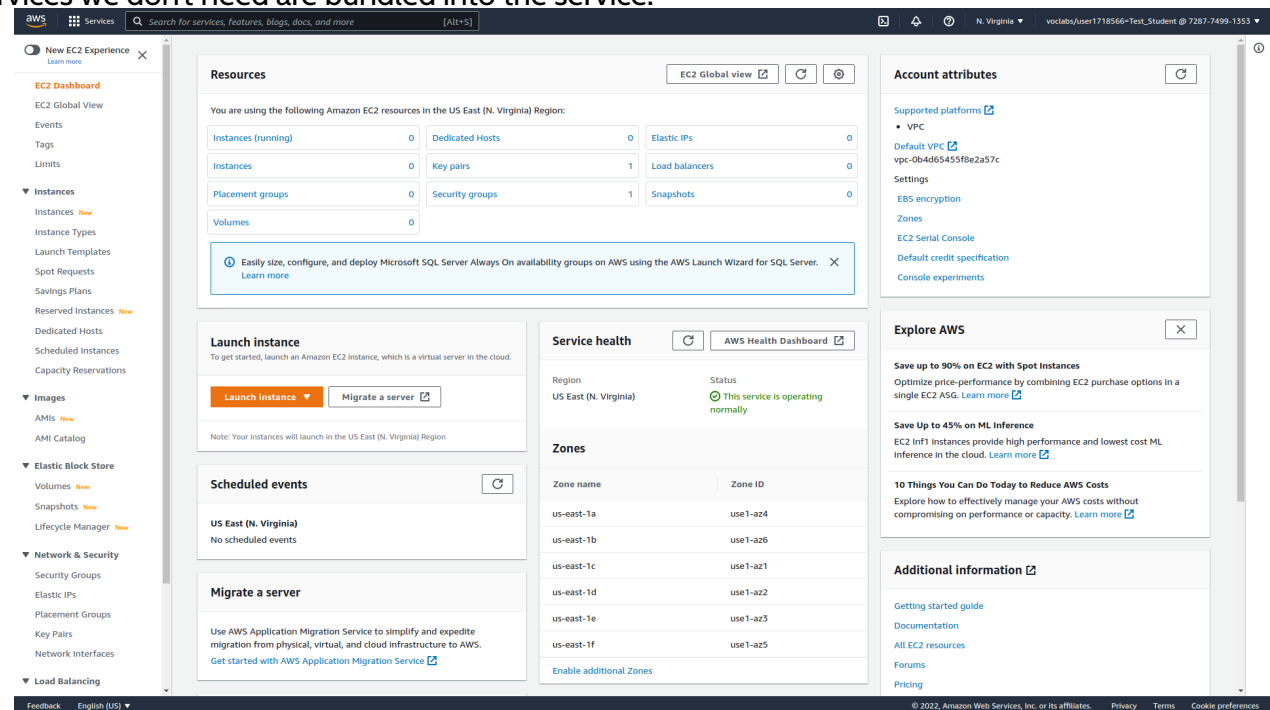 vices we don't need are bundled into the service.
aws
Services
Search for services, features, blogs, docs, and more
[Alt+S]
N. Virginia ▼
voclabs/user1718566=Test_Student @ 7287-7499-1353 ▼
New EC2 Experience
Learn more
EC2 Dashboard
EC2 Global View
Events
Tags
Limits
Instances
Instances New
Instance Types
Launch Templates
Spot Requests
Savings Plans
Reserved Instances New
Dedicated Hosts
Scheduled Instances
Capacity Reservations
Images
AMIs New
AMI Catalog
Elastic Block Store
Volumes New
Snapshots New
Lifecycle Manager New
Network & Security
Security Groups
Elastic IPs
Placement Groups
Key Pairs
Network Interfaces
Load Balancing
Resources
EC2 Global view
You are using the following Amazon EC2 resources in the US East (N. Virginia) Region:
Instances (running) 0 Dedicated Hosts 0 Elastic IPs 0
Instances 0 Key pairs 1 Load balancers 0
Placement groups 0 Security groups 1 Snapshots 0
Volumes 0
Easily size, configure, and deploy Microsoft SQL Server Always On availability groups on AWS using the AWS Launch Wizard for SQL Server.
Learn more
Launch instance
To get started, launch an Amazon EC2 instance, which is a virtual server in the cloud.
Launch instance ▼
Migrate a server
Note: Your instances will launch in the US East (N. Virginia) Region
Scheduled events
US East (N. Virginia)
No scheduled events
Migrate a server
Use AWS Application Migration Service to simplify and expedite
migration from physical, virtual, and cloud infrastructure to AWS.
Get started with AWS Application Migration Service
Service health
AWS Health Dashboard
Region Status
US East (N. Virginia) This service is operating
normally
Zones
Zone name Zone ID
us-east-1a use1-az4
us-east-1b use1-az6
us-east-1c use1-az1
us-east-1d use1-az2
us-east-1e use1-az3
us-east-1f use1-az5
Enable additional Zones
Account attributes
Supported platforms
• VPC
Default VPC
vpc-0b4d65455f8e2a57c
Settings
EBS encryption
Zones
EC2 Serial Console
Default credit specification
Console experiments
Explore AWS
Save up to 90% on EC2 with Spot Instances
Optimize price-performance by combining EC2 purchase options in a
single EC2 ASG. Learn more
Save Up to 45% on ML Inference
EC2 Inf1 instances provide high performance and lowest cost ML
inference in the cloud. Learn more
10 Things You Can Do Today to Reduce AWS Costs
Explore how to effectively manage your AWS costs without
compromising on performance or capacity. Learn more
Additional information
Getting started guide
Documentation
All EC2 resources
Forums
Pricing
Feedback English (US) ▼
© 2022, Amazon Web Services, Inc. or its affiliates. Privacy Terms Cookie preferences